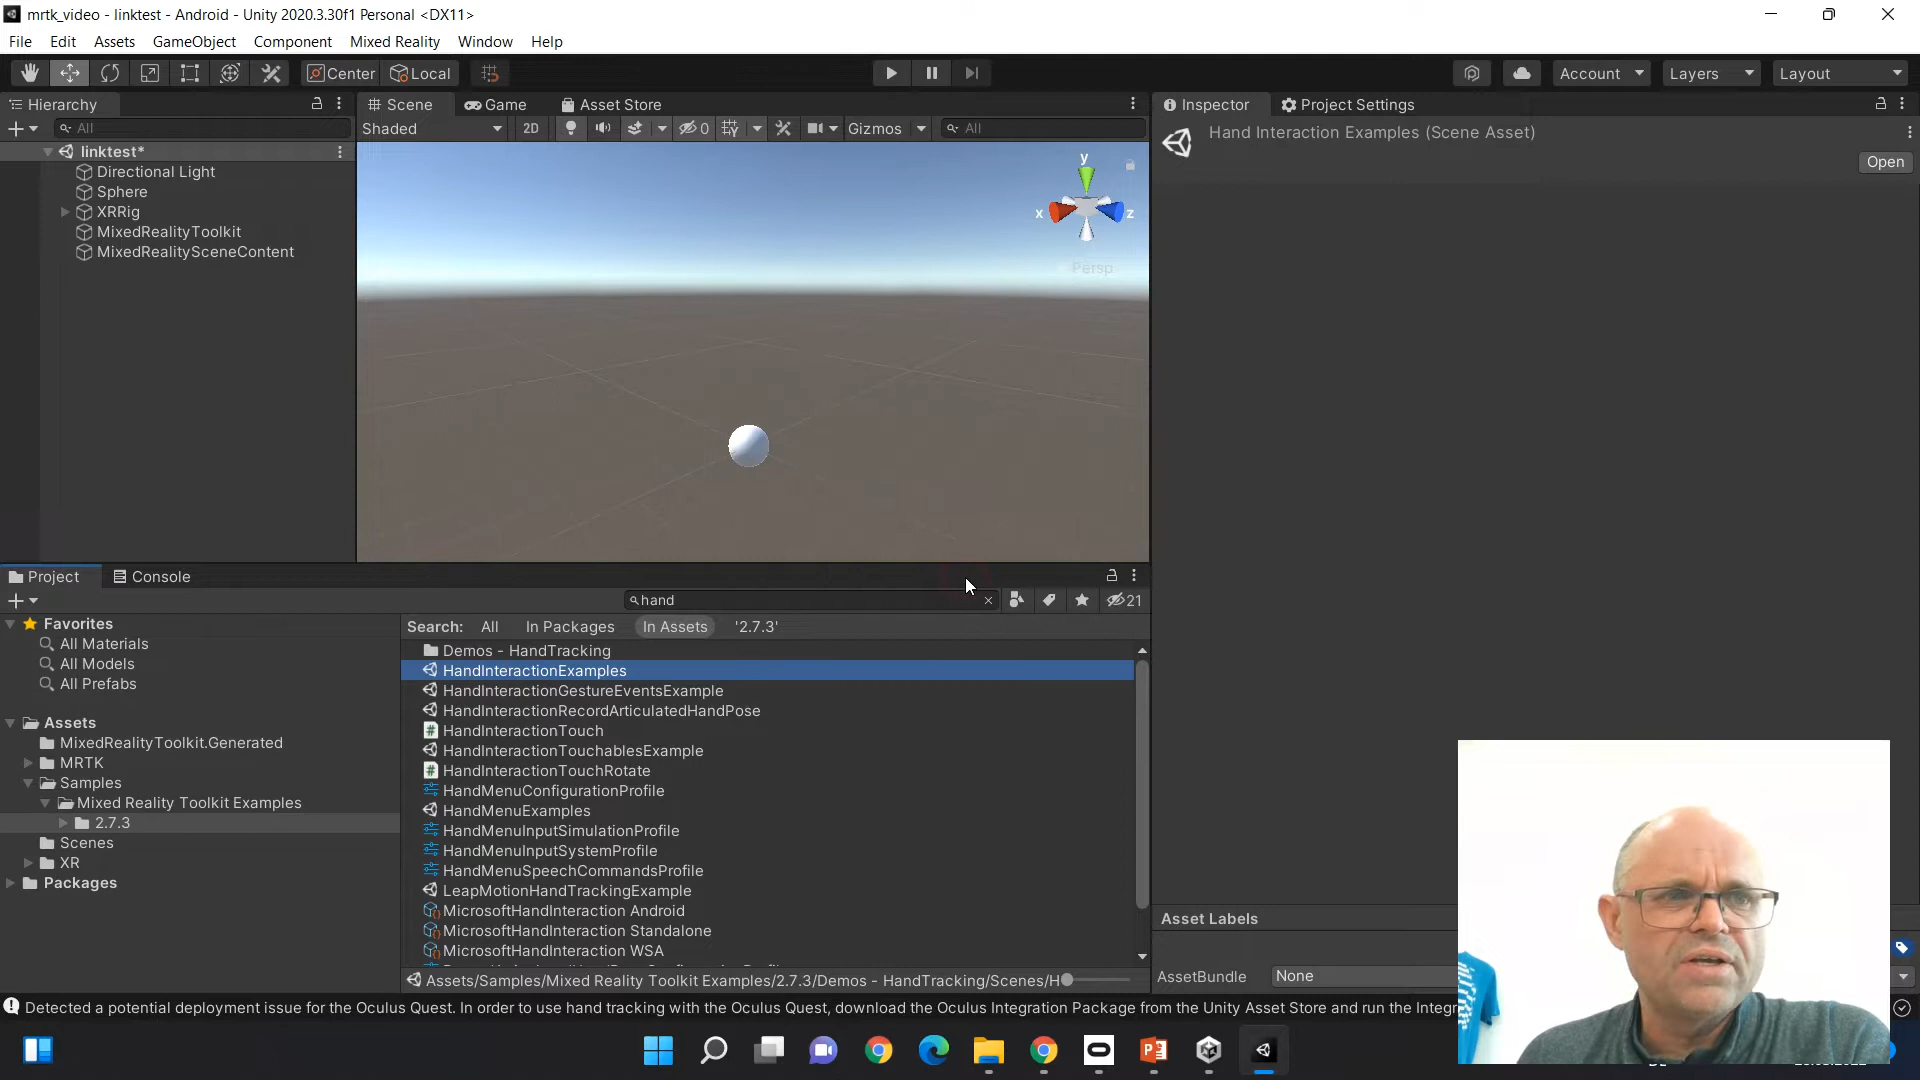 mrtk_video - linktest - Android - Unity 2020.3.30f1 Personal <DX11>
File Edit Assets GameObject Component Mixed Reality Window Help
Center Local Account Layers Layout
Hierarchy
All
linktest*
Directional Light
Sphere
XRRig
MixedRealityToolkit
MixedRealitySceneContent
Scene Game Asset Store
Shaded 2D 0 Gizmos All
y
x z
Persp
Inspector Project Settings
Hand Interaction Examples (Scene Asset)
Open
Project Console
hand 21
Favorites
All Materials
All Models
All Prefabs
Assets
MixedRealityToolkit.Generated
MRTK
Samples
Mixed Reality Toolkit Examples
2.7.3
Scenes
XR
Packages
Search: All In Packages In Assets '2.7.3'
Demos - HandTracking
HandInteractionExamples
HandInteractionGestureEventsExample
HandInteractionRecordArticulatedHandPose
HandInteractionTouch
HandInteractionTouchablesExample
HandInteractionTouchRotate
HandMenuConfigurationProfile
HandMenuExamples
HandMenuInputSimulationProfile
HandMenuInputSystemProfile
HandMenuSpeechCommandsProfile
LeapMotionHandTrackingExample
MicrosoftHandInteraction Android
MicrosoftHandInteraction Standalone
MicrosoftHandInteraction WSA
Assets/Samples/Mixed Reality Toolkit Examples/2.7.3/Demos - HandTracking/Scenes/H
Asset Labels
AssetBundle None
Detected a potential deployment issue for the Oculus Quest. In order to use hand tracking with the Oculus Quest, download the Oculus Integration Package from the Unity Asset Store and run the Integr